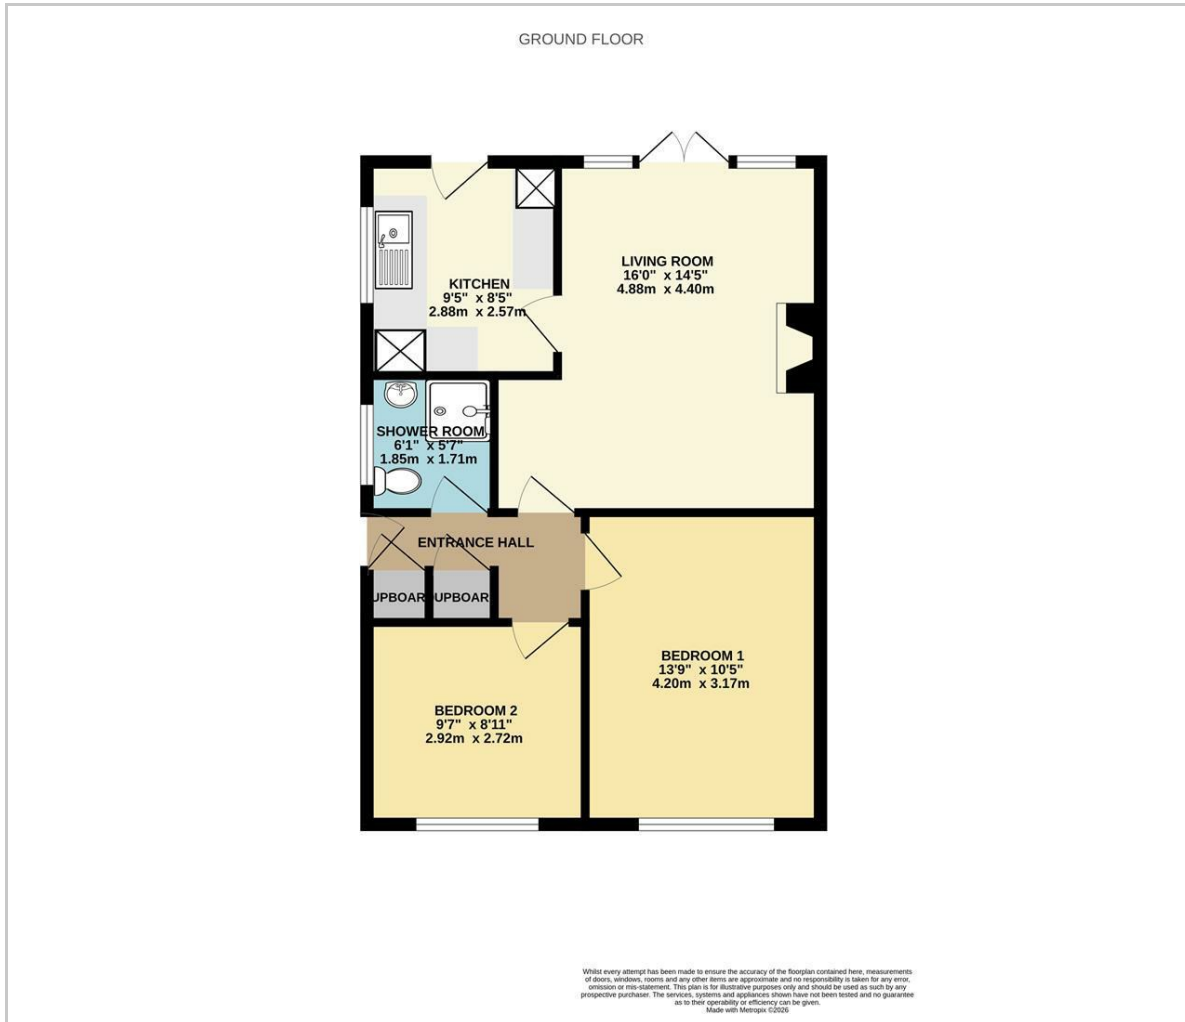 GROUND FLOOR
LIVING ROOM
16'0" x 14'5"
4.88m x 4.40m
KITCHEN
9'5" x 8'5"
2.88m x 2.57m
SHOWER ROOM
6'1" x 5'7"
1.85m x 1.71m
ENTRANCE HALL
UPBOAR
UPBOAR
BEDROOM 1
13'9" x 10'5"
4.20m x 3.17m
BEDROOM 2
9'7" x 8'11"
2.92m x 2.72m
Whilst every attempt has been made to ensure the accuracy of the floorplan contained here, measurements
of doors, windows, rooms and any other items are approximate and no responsibility is taken for any error,
omission or mis-statement. This plan is for illustrative purposes only and should be used as such by any
prospective purchaser. The services, systems and appliances shown have not been tested and no guarantee
as to their operability or efficiency can be given.
Made with Metropix ©2026